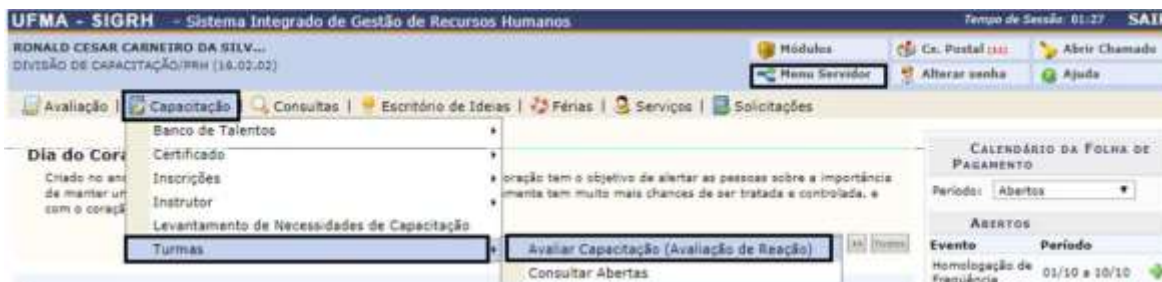 UFMA - SIGRH - Sistema Integrado de Gestão de Recursos Humanos
Tempo de Sessão: 01:27 SAIR
RONALD CESAR CARNEIRO DA SILV...
DIVISÃO DE CAPACITAÇÃO/PRH (16.02.02)
Módulos
Cx. Postal
Abrir Chamado
Menu Servidor
Alterar senha
Ajuda
Avaliação | Capacitação | Consultas | Escritório de Ideias | Férias | Serviços | Solicitações
Banco de Talentos
Certificado
Inscrições
Instrutor
Levantamento de Necessidades de Capacitação
Turmas
Avaliar Capacitação (Avaliação de Reação)
Consultar Abertas
Dia do Cora
Criado no an
de manter um
com o coraçã
oração tem o objetivo de alertar as pessoas sobre a importância
mente tem muito mais chances de ser tratada e controlada, e
CALENDÁRIO DA FOLHA DE
PAGAMENTO
Período: Abertos
ABERTOS
Evento Período
Homologação de
Frequência
01/10 a 10/10